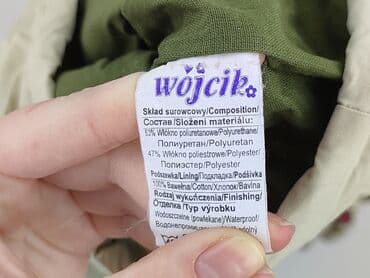 wójcik
Skład surowcowy/Composition/
Состав/Složení materiálu:
53% Włókno poliuretanowe/Polyurethane/
Полиуретан/Polyuretan
47% Włókno poliestrowe/Polyester/
Полиэстер/Polyester
Podszewka/Lining/Подкладка/Podšívka
100% Bawełna/Cotton/Хлопок/Bavlna
Rodzaj wykończenia/Finishing/
Отделка/Typ výrobku
Wodoszczelne (powlekane)/Waterproof/